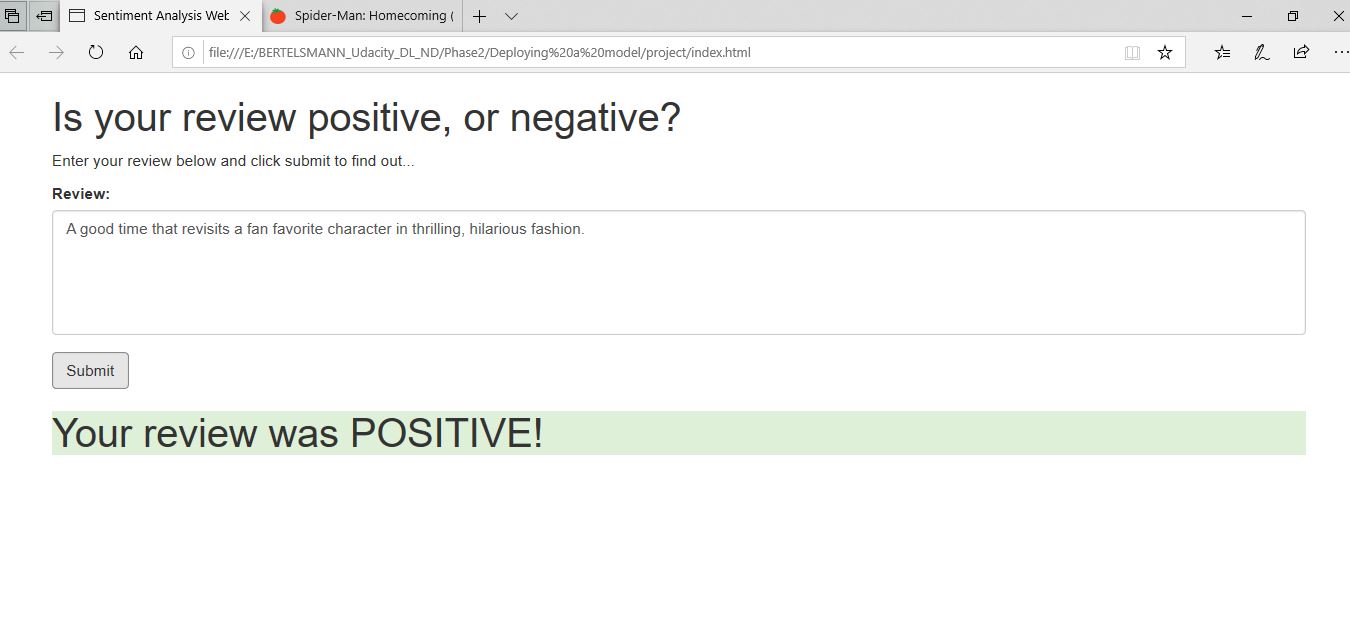 Sentiment Analysis Web
Spider-Man: Homecoming (
file:///E:/BERTELSMANN_Udacity_DL_ND/Phase2/Deploying%20a%20model/project/index.html
Is your review positive, or negative?
Enter your review below and click submit to find out...
Review:
A good time that revisits a fan favorite character in thrilling, hilarious fashion.
Submit
Your review was POSITIVE!